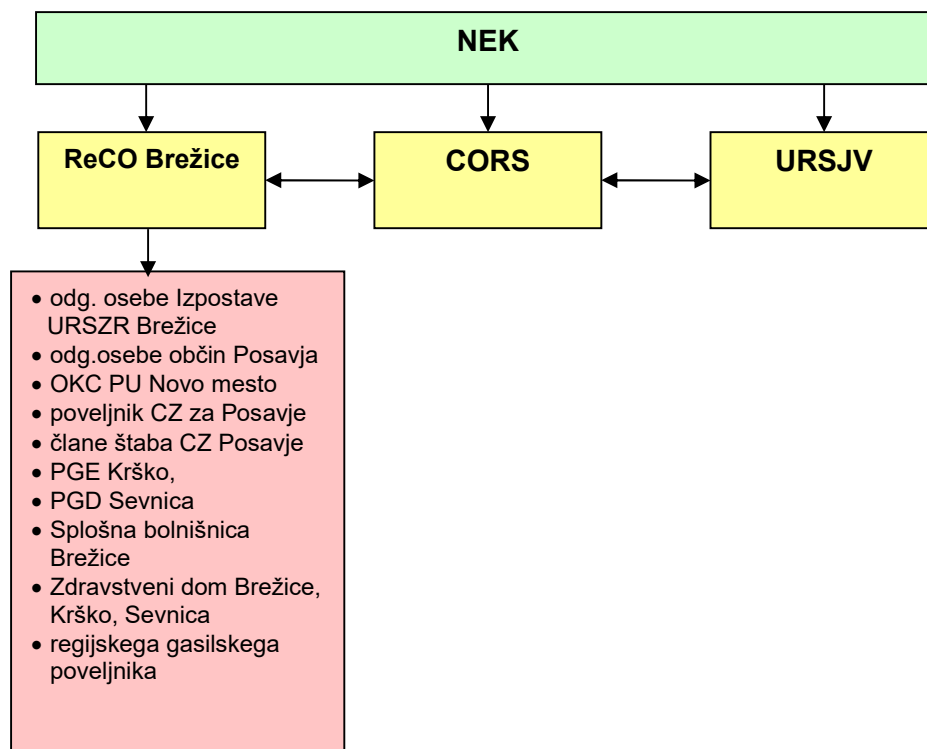 NEK
ReCO Brežice
CORS
URSJV
• odg. osebe Izpostave
URSZR Brežice
• odg.osebe občin Posavja
• OKC PU Novo mesto
• poveljnik CZ za Posavje
• člane štaba CZ Posavje
• PGE Krško,
• PGD Sevnica
• Splošna bolnišnica
Brežice
• Zdravstveni dom Brežice,
Krško, Sevnica
• regijskega gasilskega
poveljnika